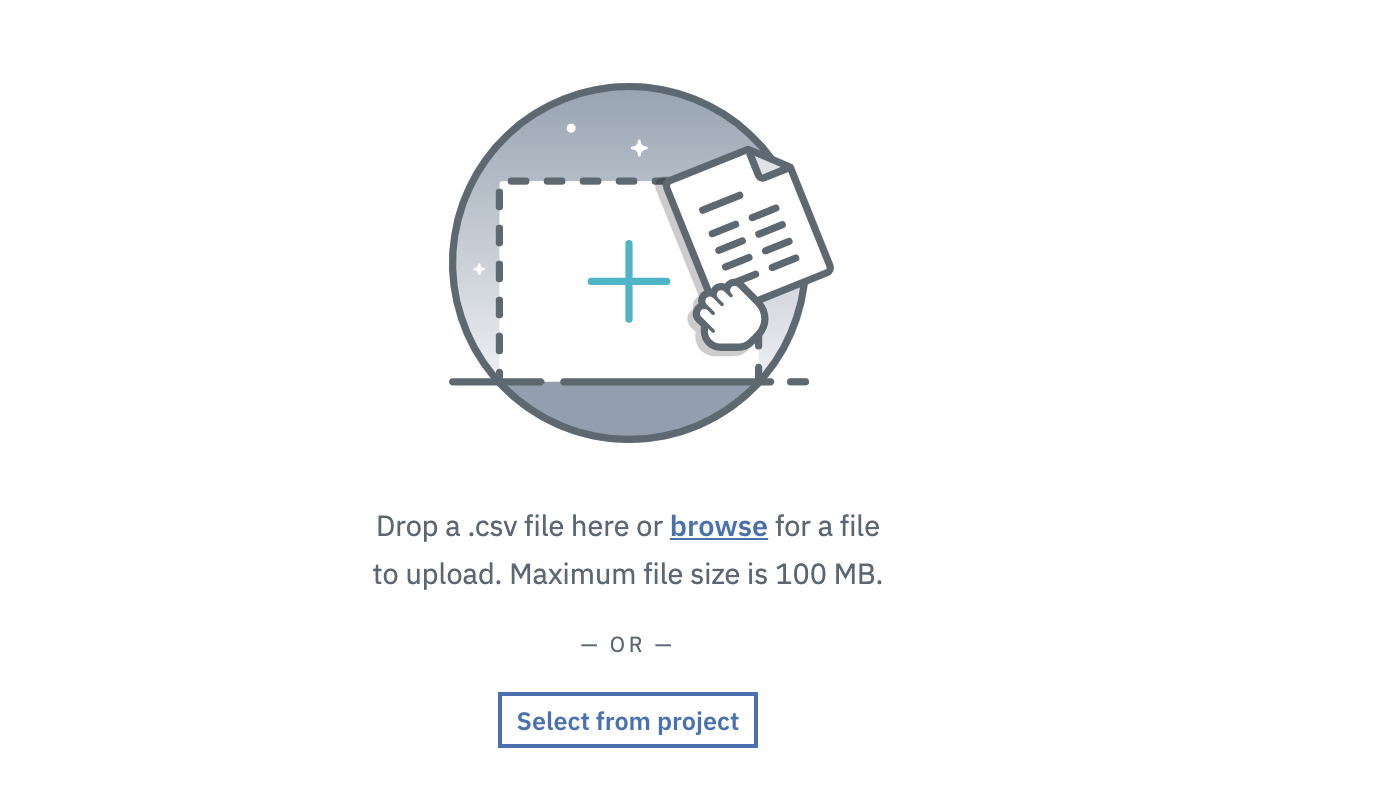 Drop a .csv file here or browse for a file
to upload. Maximum file size is 100 MB.
— OR —
Select from project